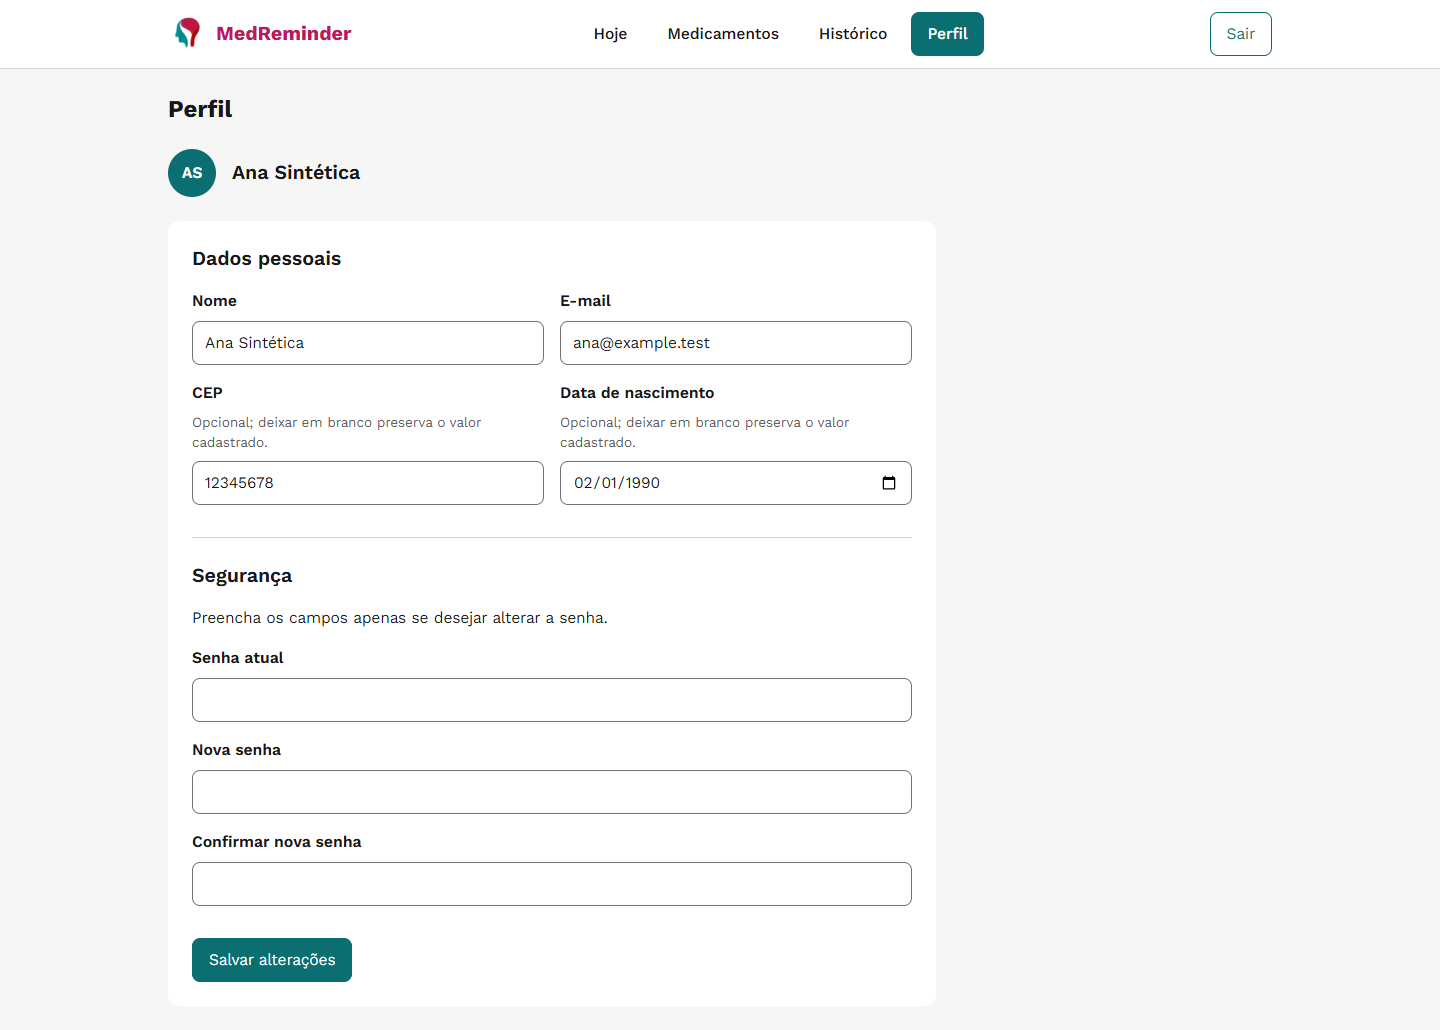 MedReminder
Hoje
Medicamentos
Histórico
Perfil
Sair
Perfil
AS
Ana Sintética
Dados pessoais
Nome
Ana Sintética
E-mail
ana@example.test
CEP
Opcional; deixar em branco preserva o valor
cadastrado.
12345678
Data de nascimento
Opcional; deixar em branco preserva o valor
cadastrado.
02/01/1990
Segurança
Preencha os campos apenas se desejar alterar a senha.
Senha atual
Nova senha
Confirmar nova senha
Salvar alterações